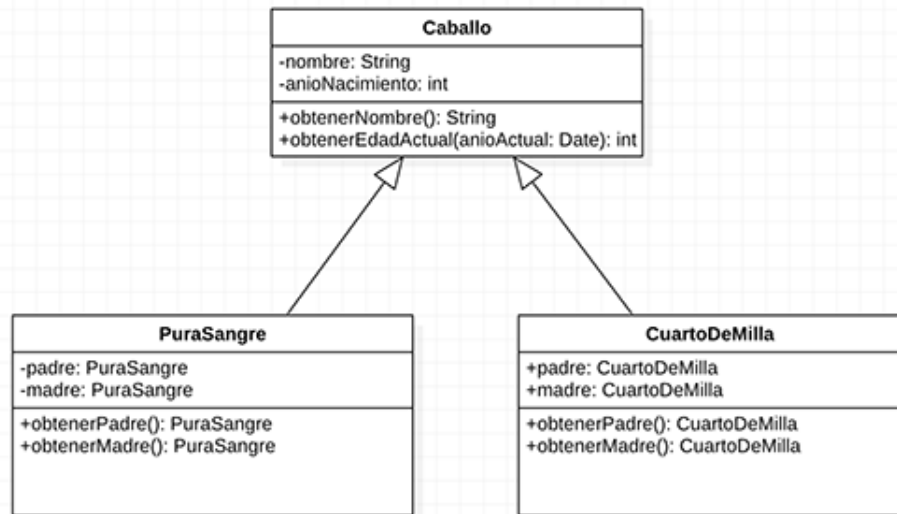 Caballo
-nombre: String
-anioNacimiento: int
+obtenerNombre(): String
+obtenerEdadActual(anioActual: Date): int
PuraSangre
-padre: PuraSangre
-madre: PuraSangre
+obtenerPadre(): PuraSangre
+obtenerMadre(): PuraSangre
CuartoDeMilla
+padre: CuartoDeMilla
+madre: CuartoDeMilla
+obtenerPadre(): CuartoDeMilla
+obtenerMadre(): CuartoDeMilla